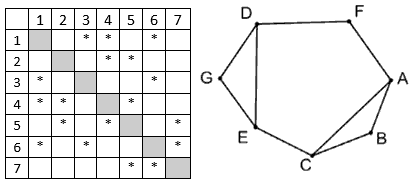 1 2 3 4 5 6 7
1 * * *
2 * *
3 * *
4 * * *
5 * * *
6 * * *
7 * *
D F
G A
E B
C